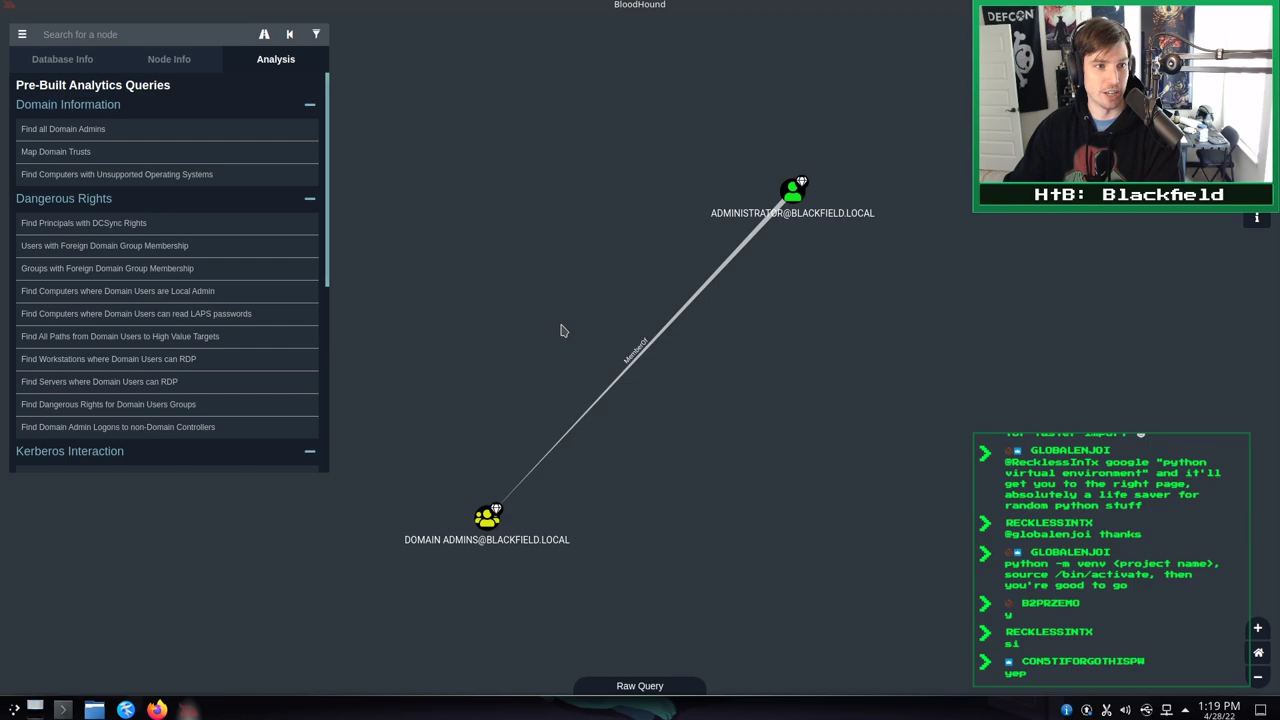 BloodHound
Search for a node
Database Info
Node Info
Analysis
Pre-Built Analytics Queries
Domain Information
Find all Domain Admins
Map Domain Trusts
Find Computers with Unsupported Operating Systems
Dangerous Rights
Find Principals with DCSync Rights
Users with Foreign Domain Group Membership
Groups with Foreign Domain Group Membership
Find Computers where Domain Users are Local Admin
Find Computers where Domain Users can read LAPS passwords
Find All Paths from Domain Users to High Value Targets
Find Workstations where Domain Users can RDP
Find Servers where Domain Users can RDP
Find Dangerous Rights for Domain Users Groups
Find Domain Admin Logons to non-Domain Controllers
Kerberos Interaction
ADMINISTRATOR@BLACKFIELD.LOCAL
MemberOf
DOMAIN ADMINS@BLACKFIELD.LOCAL
Raw Query
DEFCON
HtB: Blackfield
for faster import
GLOBALENJOI
@RecklessInTx google "python
virtual environment" and it'll
get you to the right page,
absolutely a life saver for
random python stuff
RECKLESSINTX
@globalenjoi thanks
GLOBALENJOI
python -m venv <project name>,
source /bin/activate, then
you're good to go
B2PRZEMO
y
RECKLESSINTX
si
CON5TIFORGOTHISPW
yep
1:19 PM
4/28/22